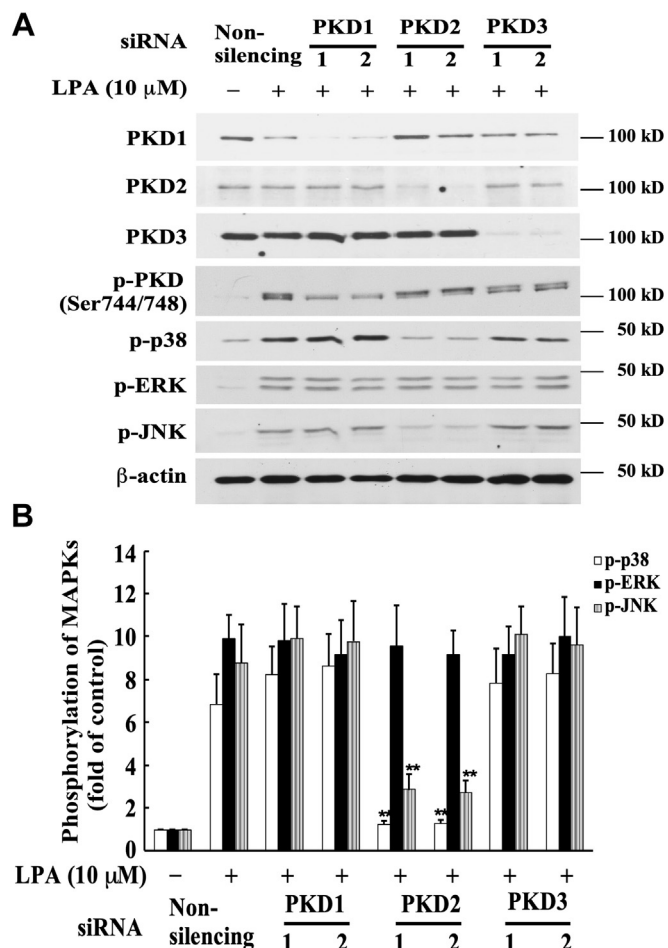 A
siRNA Non-silencing PKD1 PKD2 PKD3
1 2 1 2 1 2
LPA (10 μM) − + + + + + + +
PKD1 100 kD
PKD2 100 kD
PKD3 100 kD
p-PKD
(Ser744/748) 100 kD
p-p38 50 kD
p-ERK 50 kD
p-JNK 50 kD
β-actin 50 kD
B
Phosphorylation of MAPKs
(fold of control)
14
12
10
8
6
4
2
0
p-p38
p-ERK
p-JNK
** ** ** **
LPA (10 μM) − + + + + + + +
siRNA Non-silencing PKD1 PKD2 PKD3
1 2 1 2 1 2